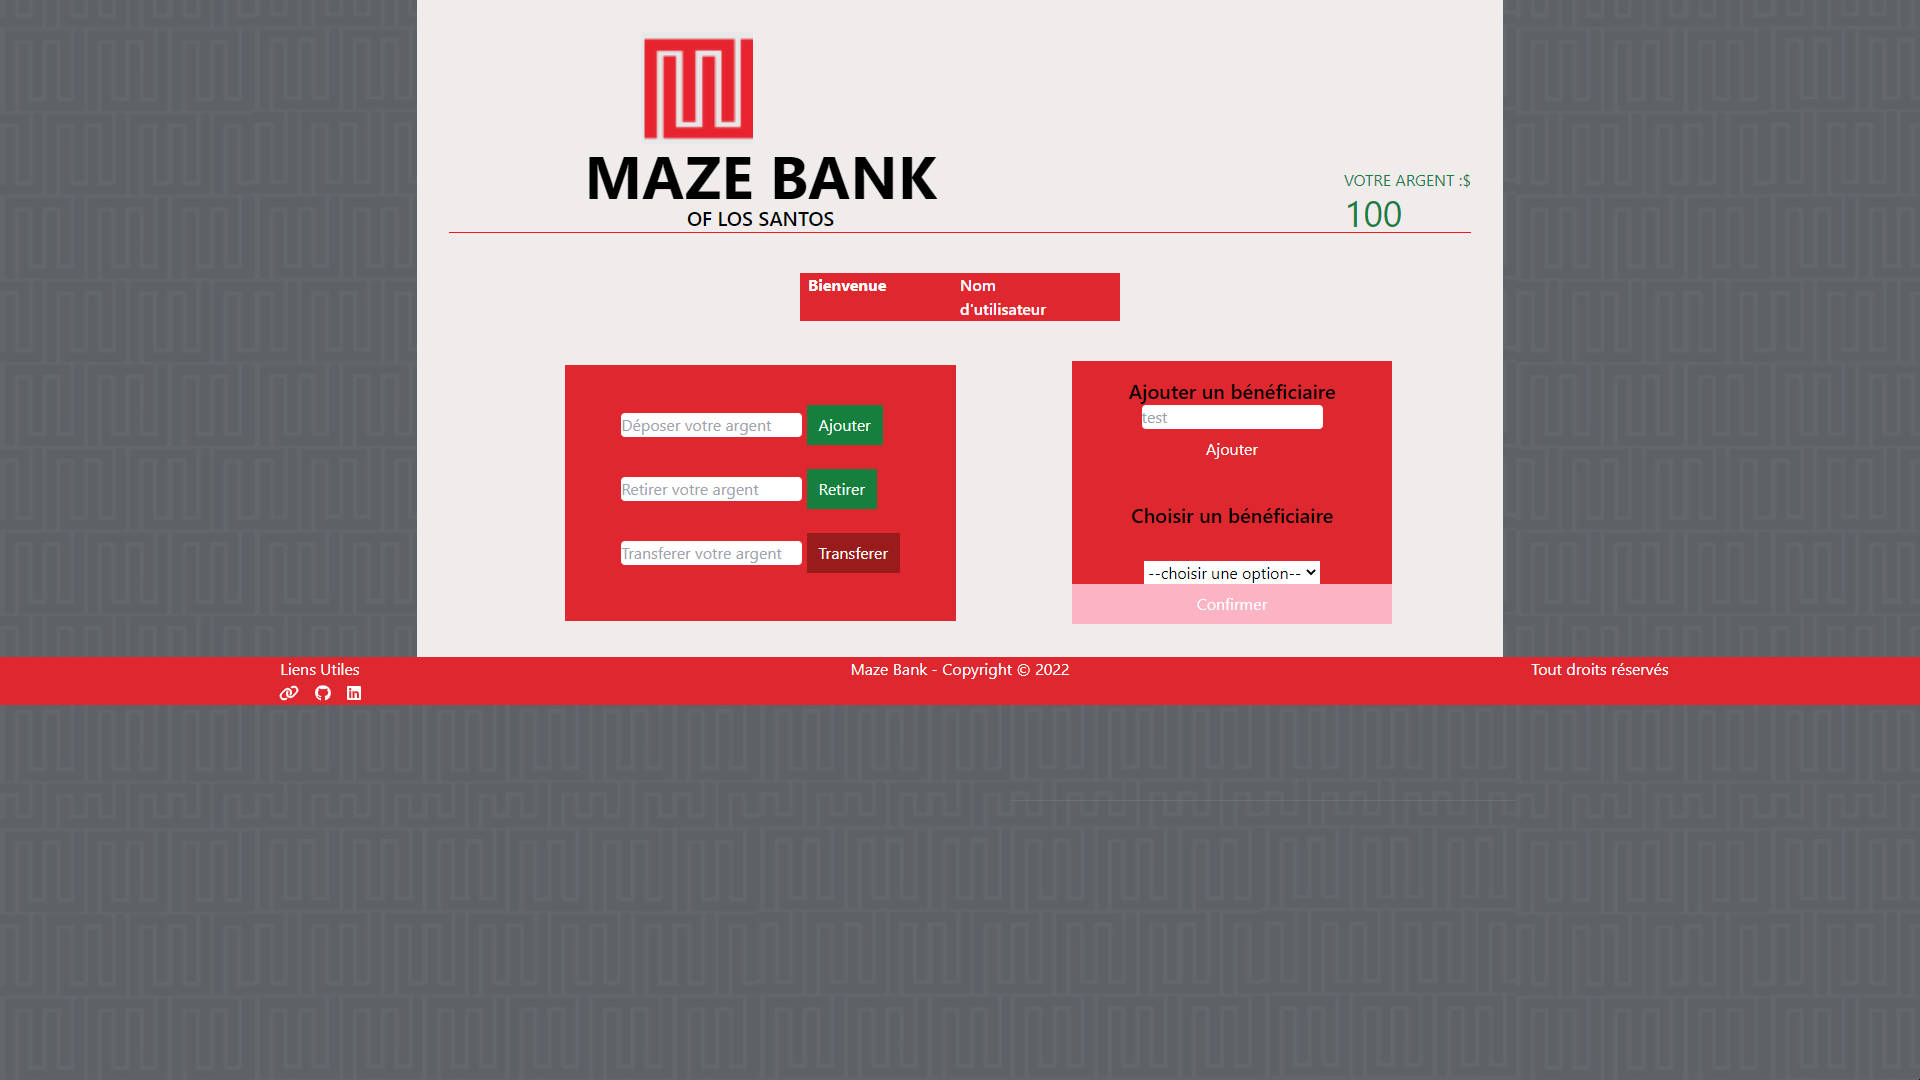 MAZE BANK
OF LOS SANTOS
VOTRE ARGENT :$
100
Bienvenue
Nom
d'utilisateur
Déposer votre argent
Ajouter
Retirer votre argent
Retirer
Transferer votre argent
Transferer
Ajouter un bénéficiaire
test
Ajouter
Choisir un bénéficiaire
--choisir une option--
Confirmer
Liens Utiles
Maze Bank - Copyright © 2022
Tout droits réservés